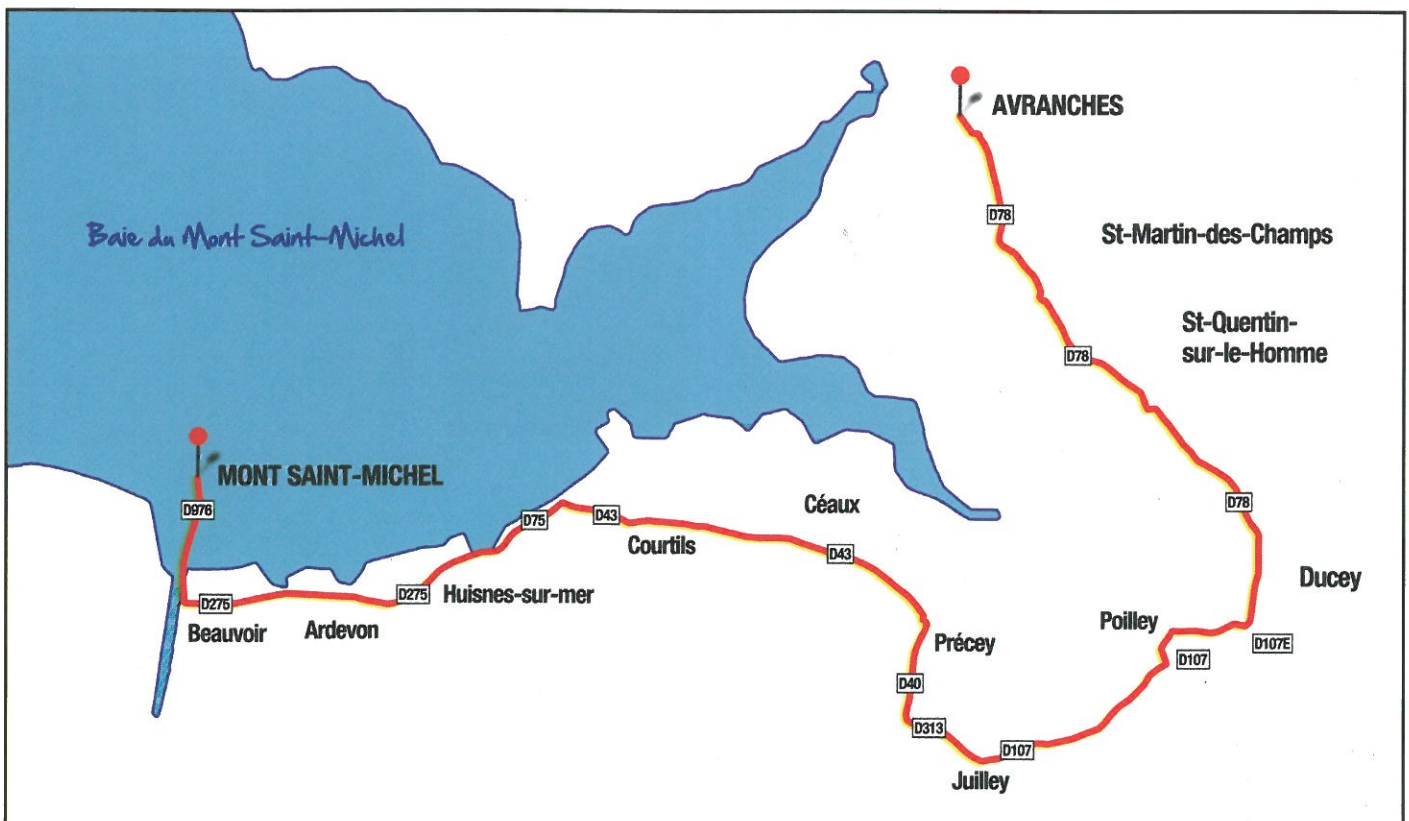 AVRANCHES
D78
St-Martin-des-Champs
Baie du Mont Saint-Michel
St-Quentin-
sur-le-Homme
D78
MONT SAINT-MICHEL
D976
D78
Céaux
D75
D43
Courtils
D43
Ducey
D275
D275
Huisnes-sur-mer
Beauvoir
Ardevon
Précey
Poilley
D107
D107E
D40
D313
D107
Juilley